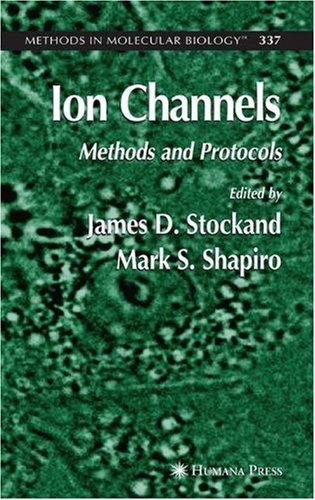 METHODS IN MOLECULAR BIOLOGY™ 337
Ion Channels
Methods and Protocols
Edited by
James D. Stockand
Mark S. Shapiro
HUMANA PRESS